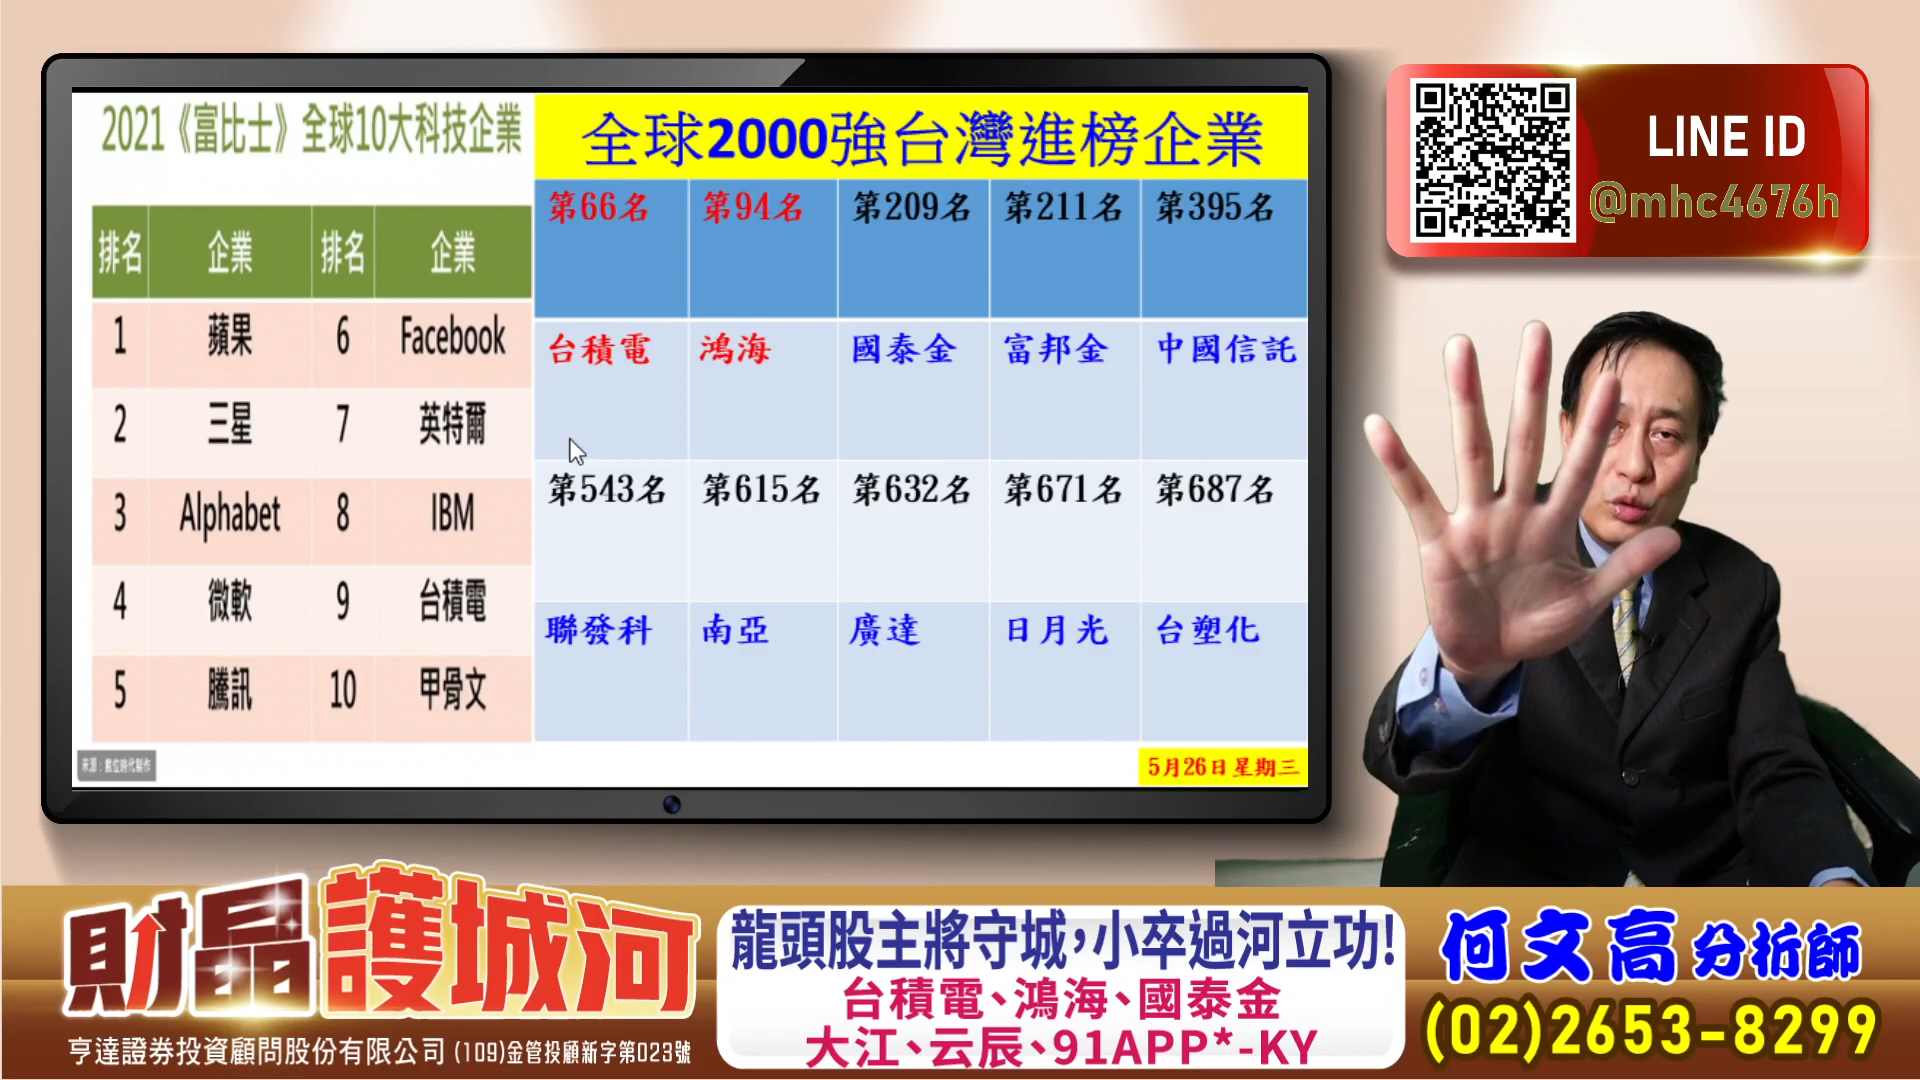 2021《富比士》全球10大科技企業
排名 企業 排名 企業
1 蘋果 6 Facebook
2 三星 7 英特爾
3 Alphabet 8 IBM
4 微軟 9 台積電
5 騰訊 10 甲骨文
來源：數位時代製作
全球2000強台灣進榜企業
第66名 第94名 第209名 第211名 第395名
台積電 鴻海 國泰金 富邦金 中國信託
第543名 第615名 第632名 第671名 第687名
聯發科 南亞 廣達 日月光 台塑化
5月26日星期三
LINE ID
@mhc4676h
財晶護城河
亨達證券投資顧問股份有限公司 (109)金管投顧新字第023號
龍頭股主將守城，小卒過河立功!
台積電、鴻海、國泰金
大江、云辰、91APP*-KY
何文高 分析師
(02)2653-8299